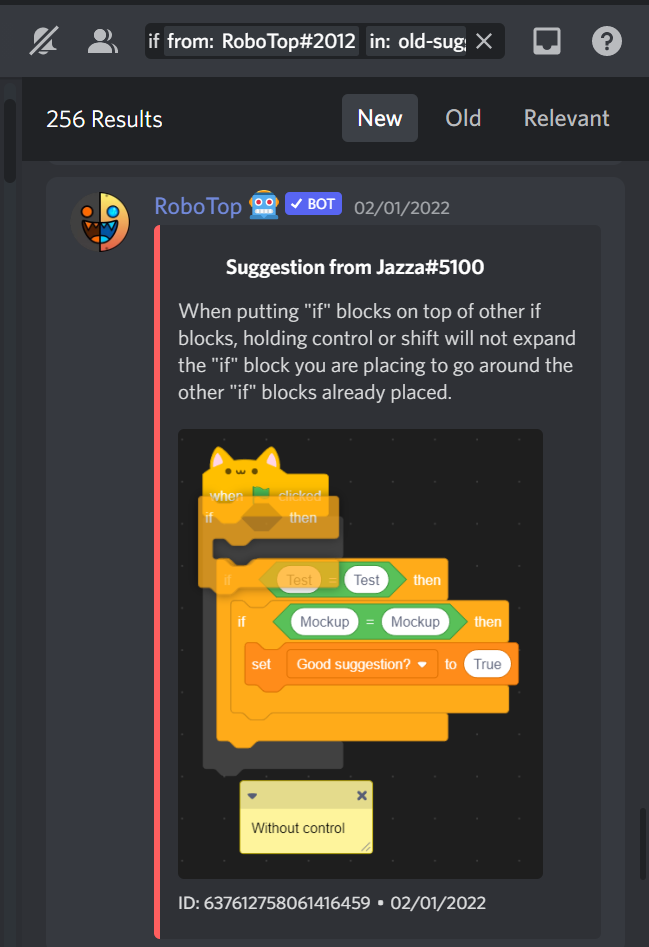 if from: RoboTop#2012 in: old-sugg
256 Results
New Old Relevant
RoboTop BOT 02/01/2022
Suggestion from Jazza#5100
When putting "if" blocks on top of other if
blocks, holding control or shift will not expand
the "if" block you are placing to go around the
other "if" blocks already placed.
when clicked
if then
if Test = Test then
if Mockup = Mockup then
set Good suggestion? to True
Without control
ID: 637612758061416459 • 02/01/2022